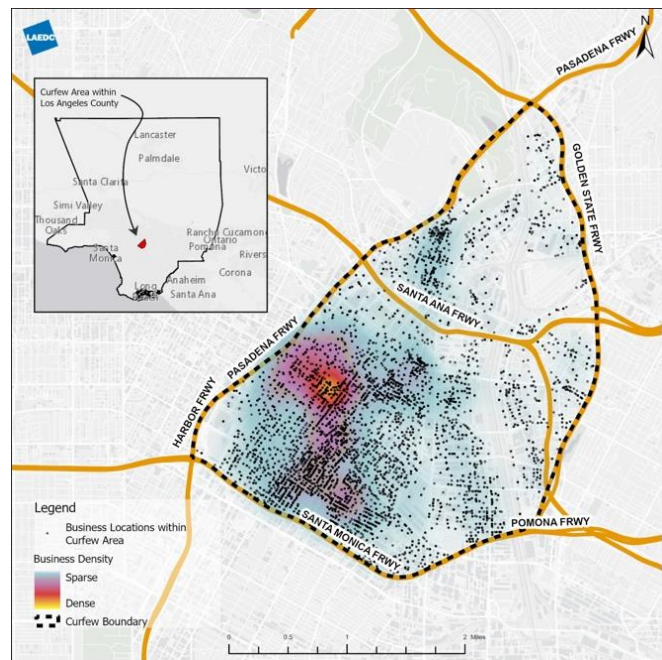 LAEDC
N
PASADENA FRWY
Curfew Area within
Los Angeles County
Lancaster
Palmdale
Victo
Santa Clarita
Simi Valley
Thousand
Oaks
Santa
Monica
Rancho Cucamonga
Ontario
Pomona
Rivers
Corona
Anaheim
Long
Santa Ana
GOLDEN STATE FRWY
SANTA ANA FRWY
PASADENA FRWY
HARBOR FRWY
SANTA MONICA FRWY
POMONA FRWY
Legend
Business Locations within
Curfew Area
Business Density
Sparse
Dense
Curfew Boundary
0 0.5 1 2 Miles